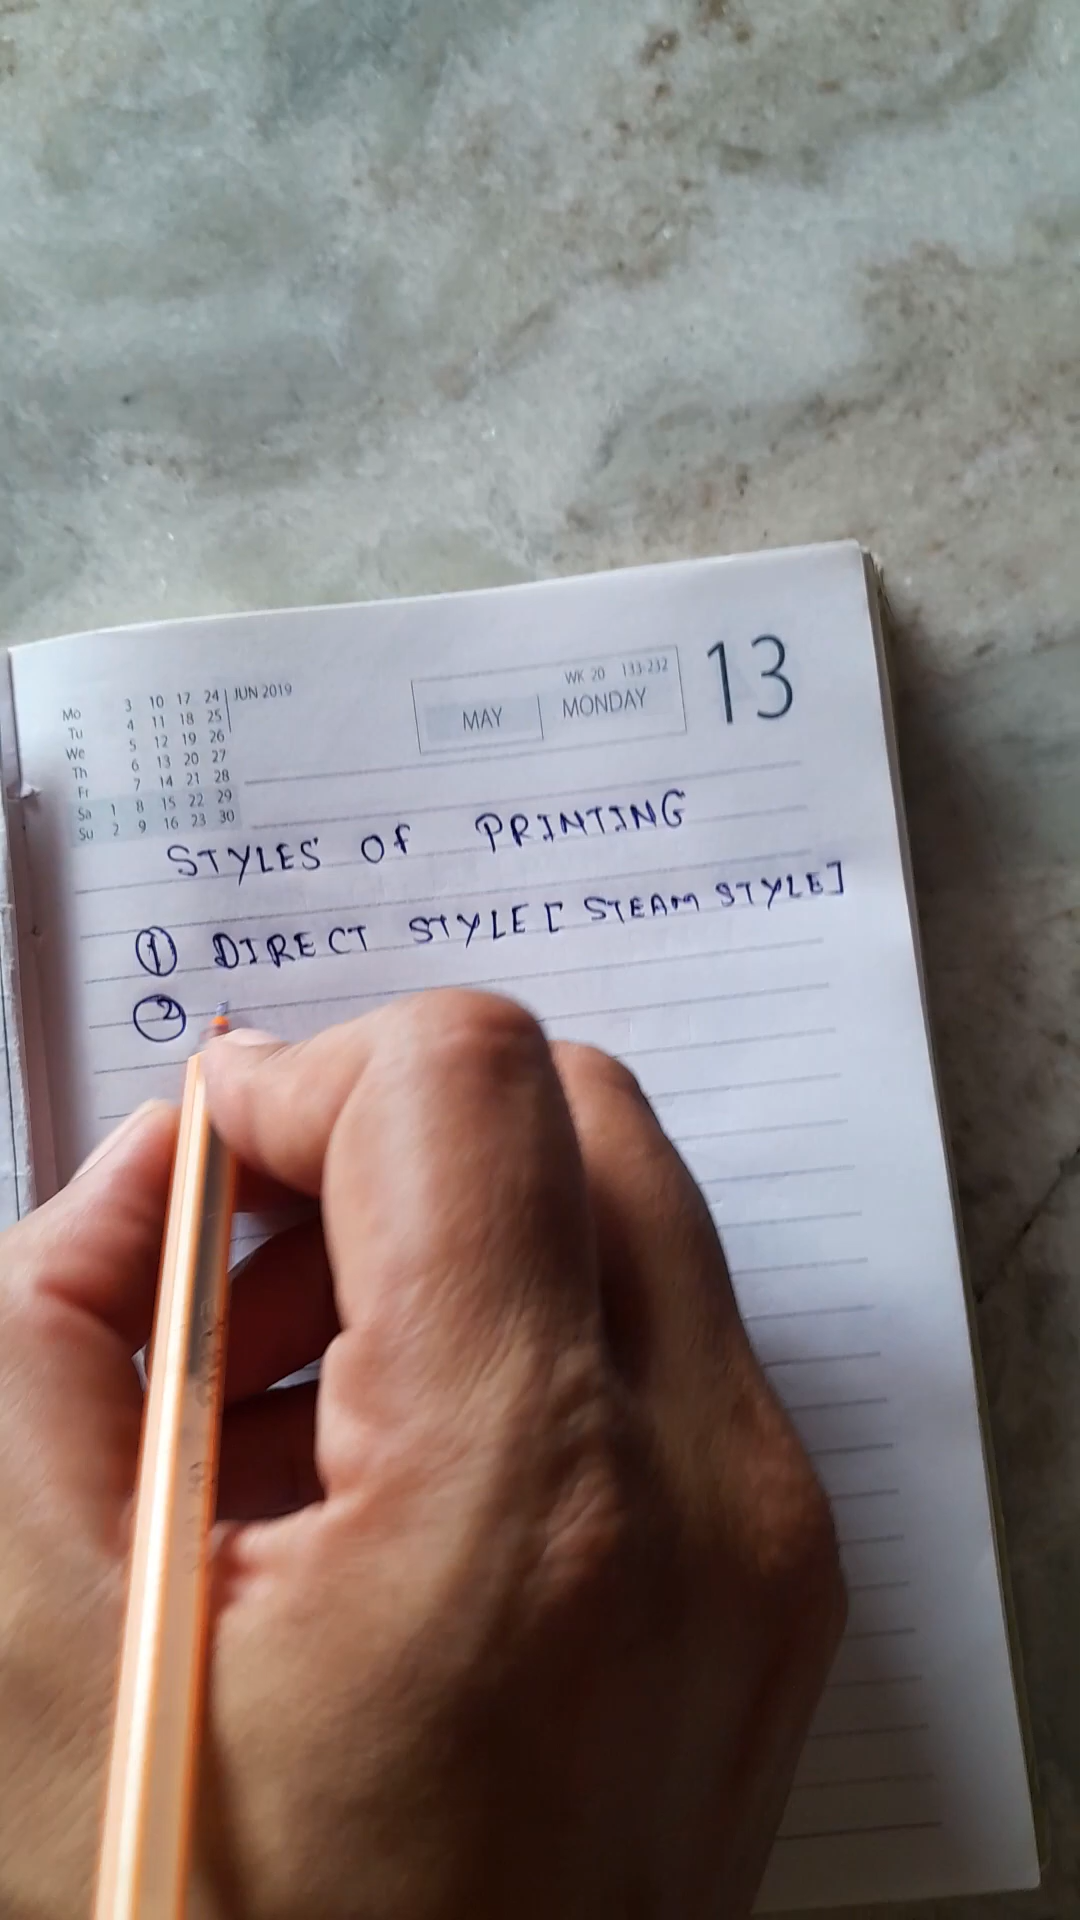 Mo 3 10 17 24 JUN 2019
Tu 4 11 18 25
We 5 12 19 26
Th 6 13 20 27
Fr 7 14 21 28
Sa 1 8 15 22 29
Su 2 9 16 23 30
WK 20 133-232
MAY MONDAY
13
STYLES OF PRINTING
① DIRECT STYLE [STEAM STYLE]
②